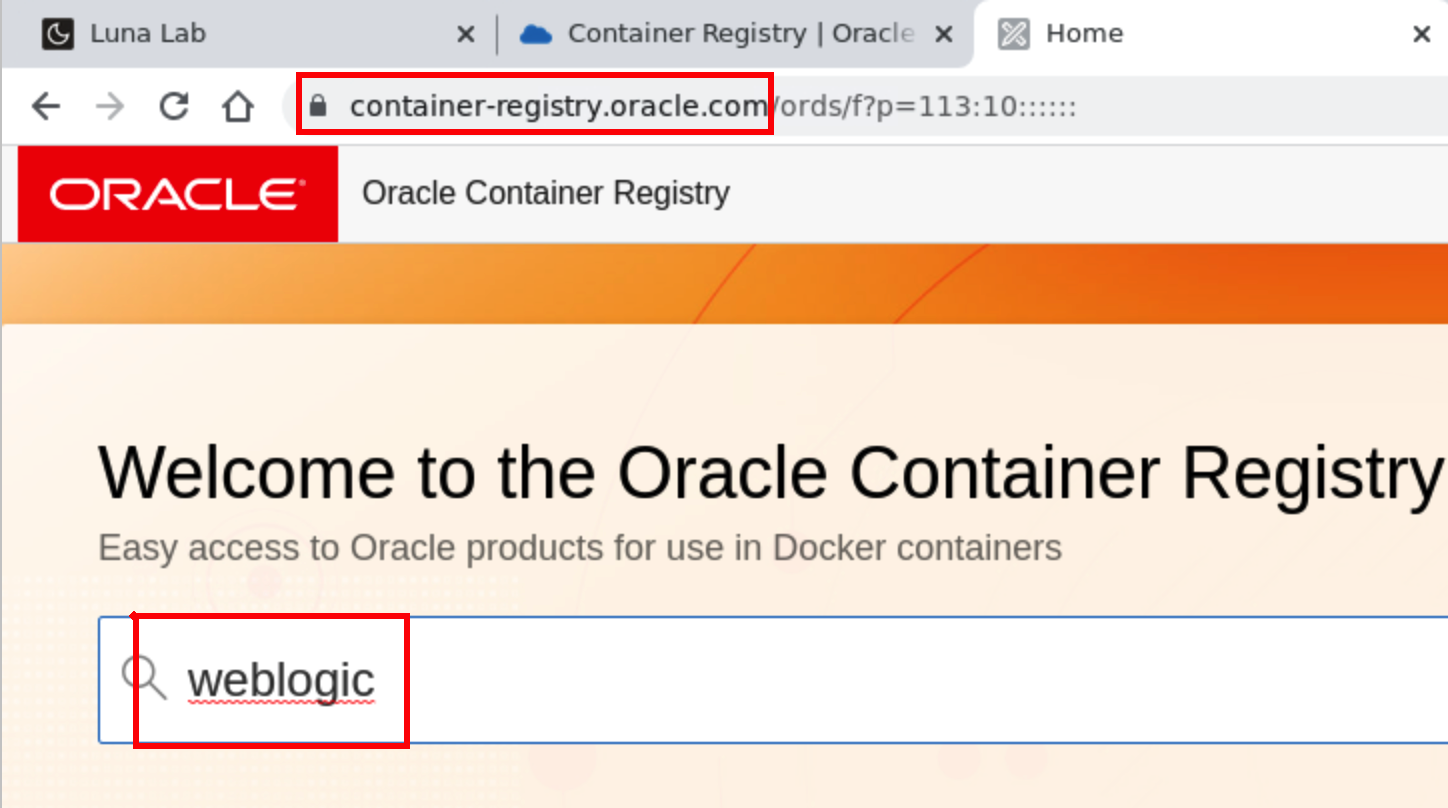 Luna Lab
Container Registry | Oracle
Home
container-registry.oracle.com/ords/f?p=113:10::::::
ORACLE
Oracle Container Registry
Welcome to the Oracle Container Registry
Easy access to Oracle products for use in Docker containers
weblogic